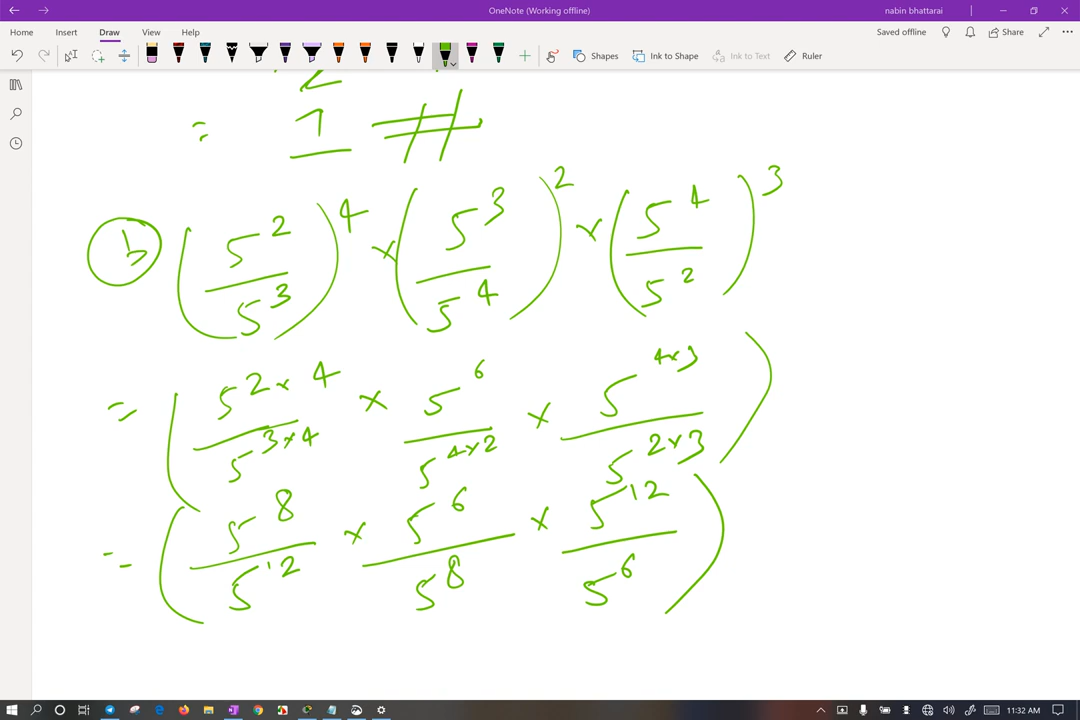 OneNote (Working offline)
nabin bhattarai
Home Insert Draw View Help
Saved offline
Share
Shapes
Ink to Shape
Ink to Text
Ruler
2
= 1 #
(b) (5^2/5^3)^4 × (5^3/5^4)^2 × (5^4/5^2)^3
= (5^{2×4}/5^{3×4} × 5^6/5^{4×2} × 5^{4×3}/5^{2×3})
= (5^8/5^12 × 5^6/5^8 × 5^12/5^6)
11:32 AM